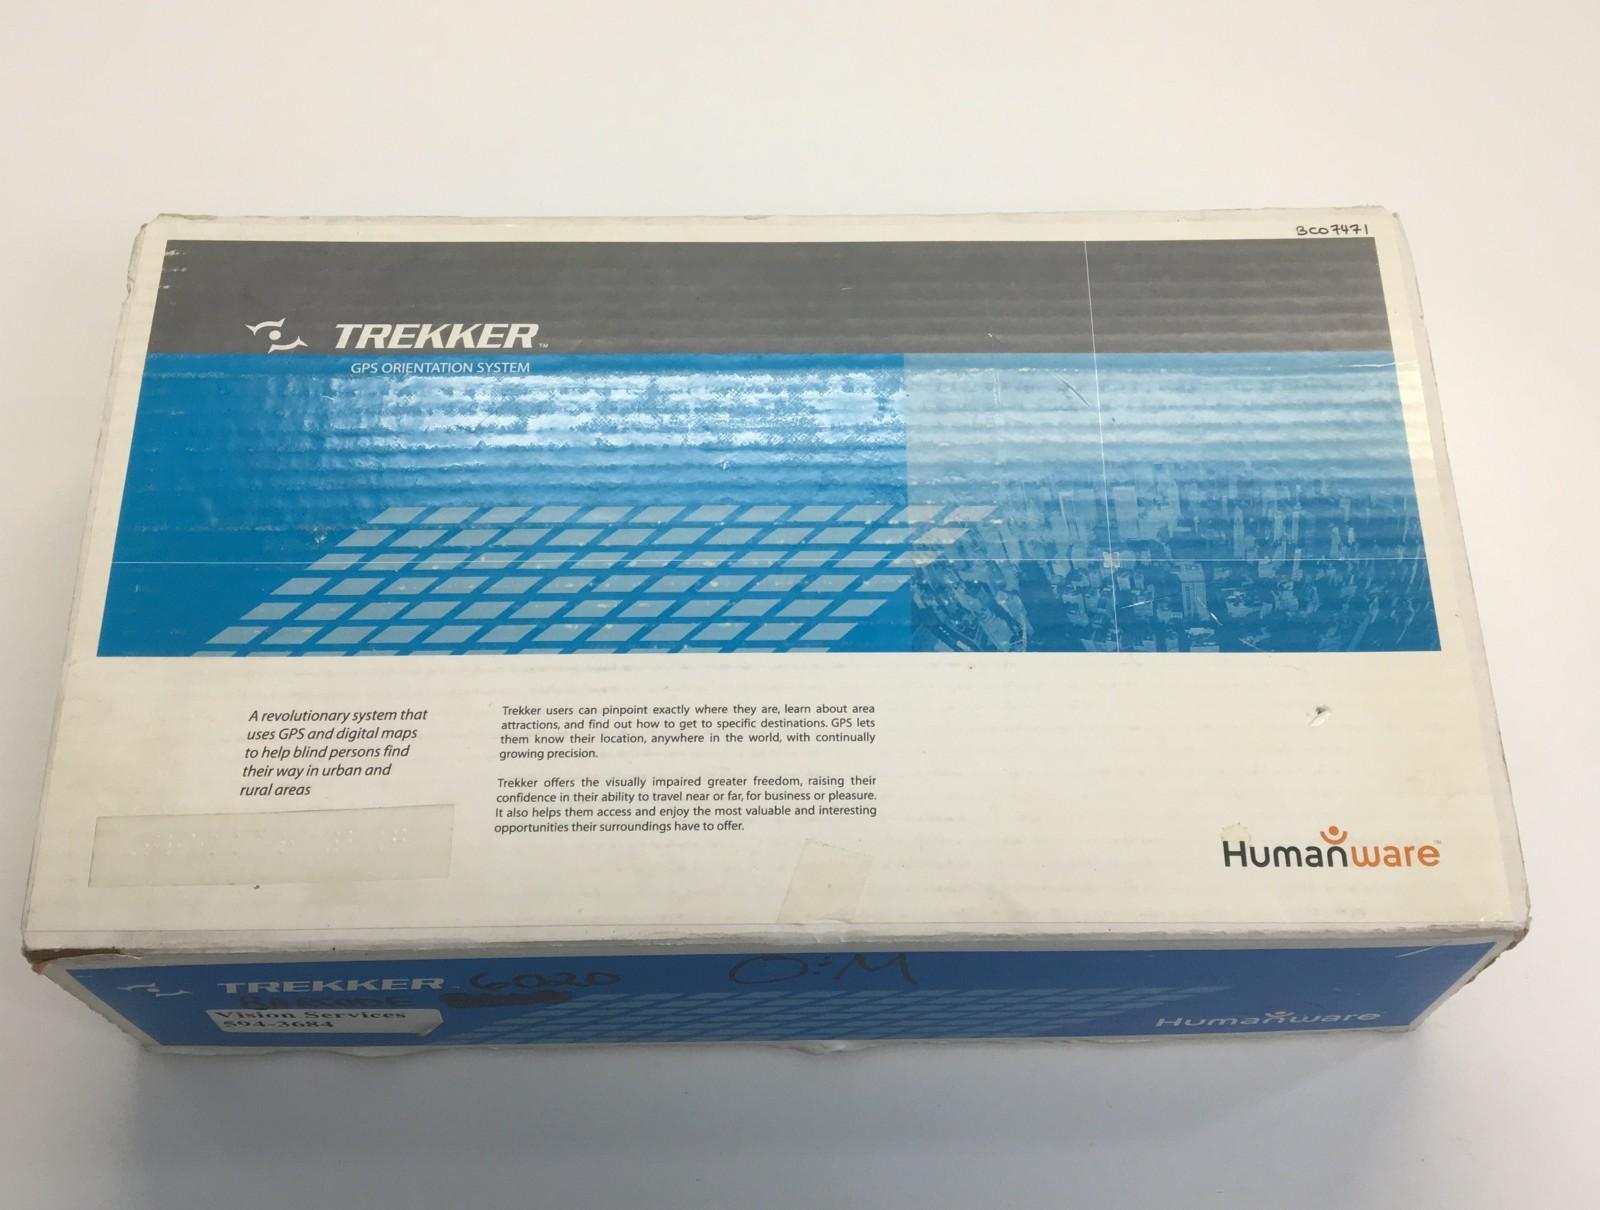 BC07471
TREKKER™
GPS ORIENTATION SYSTEM
A revolutionary system that
uses GPS and digital maps
to help blind persons find
their way in urban and
rural areas
Trekker users can pinpoint exactly where they are, learn about area
attractions, and find out how to get to specific destinations. GPS lets
them know their location, anywhere in the world, with continually
growing precision.
Trekker offers the visually impaired greater freedom, raising their
confidence in their ability to travel near or far, for business or pleasure.
It also helps them access and enjoy the most valuable and interesting
opportunities their surroundings have to offer.
Humanware™
TREKKER 6020 O:M
BARCODE
Vision Services
594-3684
Humanware